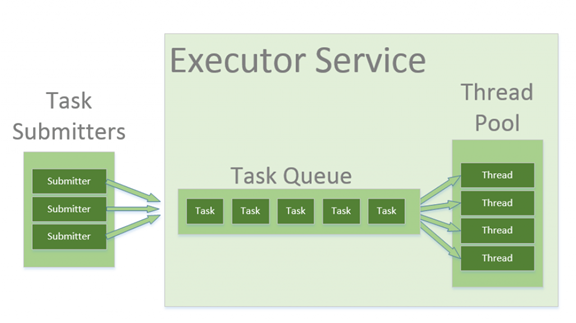 Executor Service
Task
Submitters
Submitter
Submitter
Submitter
Task Queue
Task Task Task Task Task
Thread
Pool
Thread
Thread
Thread
Thread